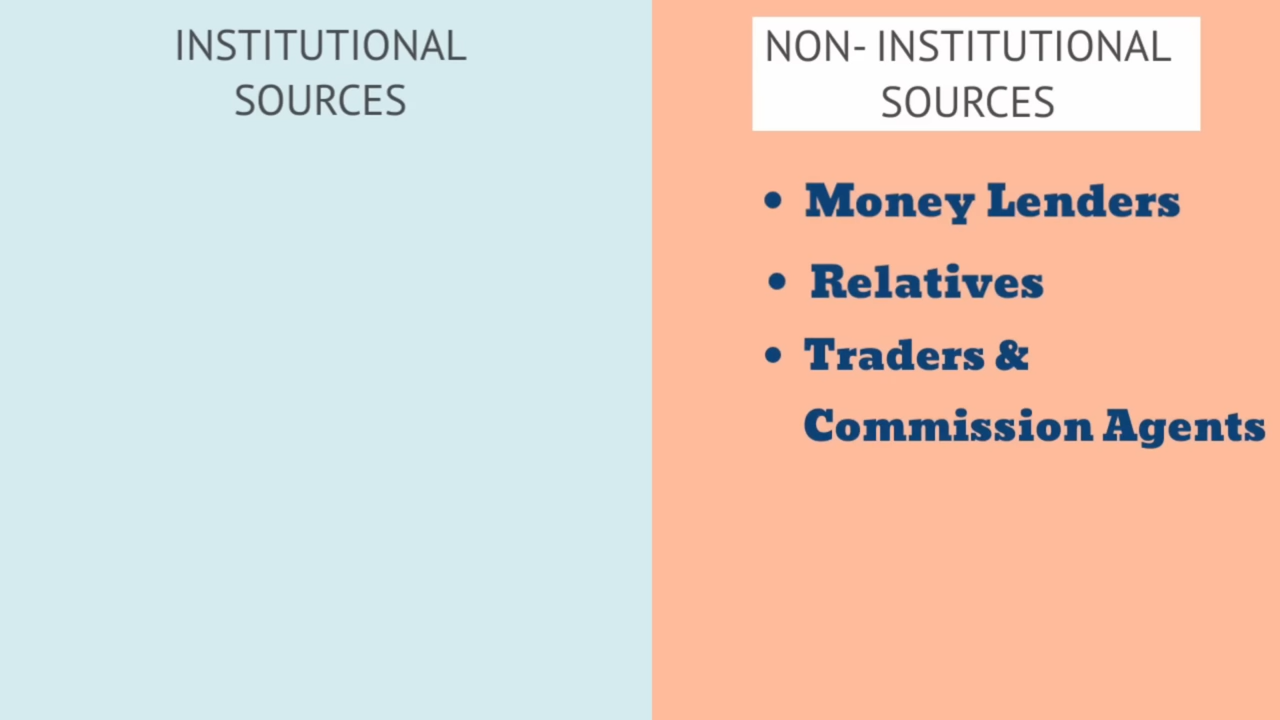 INSTITUTIONAL
SOURCES
NON- INSTITUTIONAL
SOURCES
• Money Lenders
• Relatives
• Traders &
Commission Agents